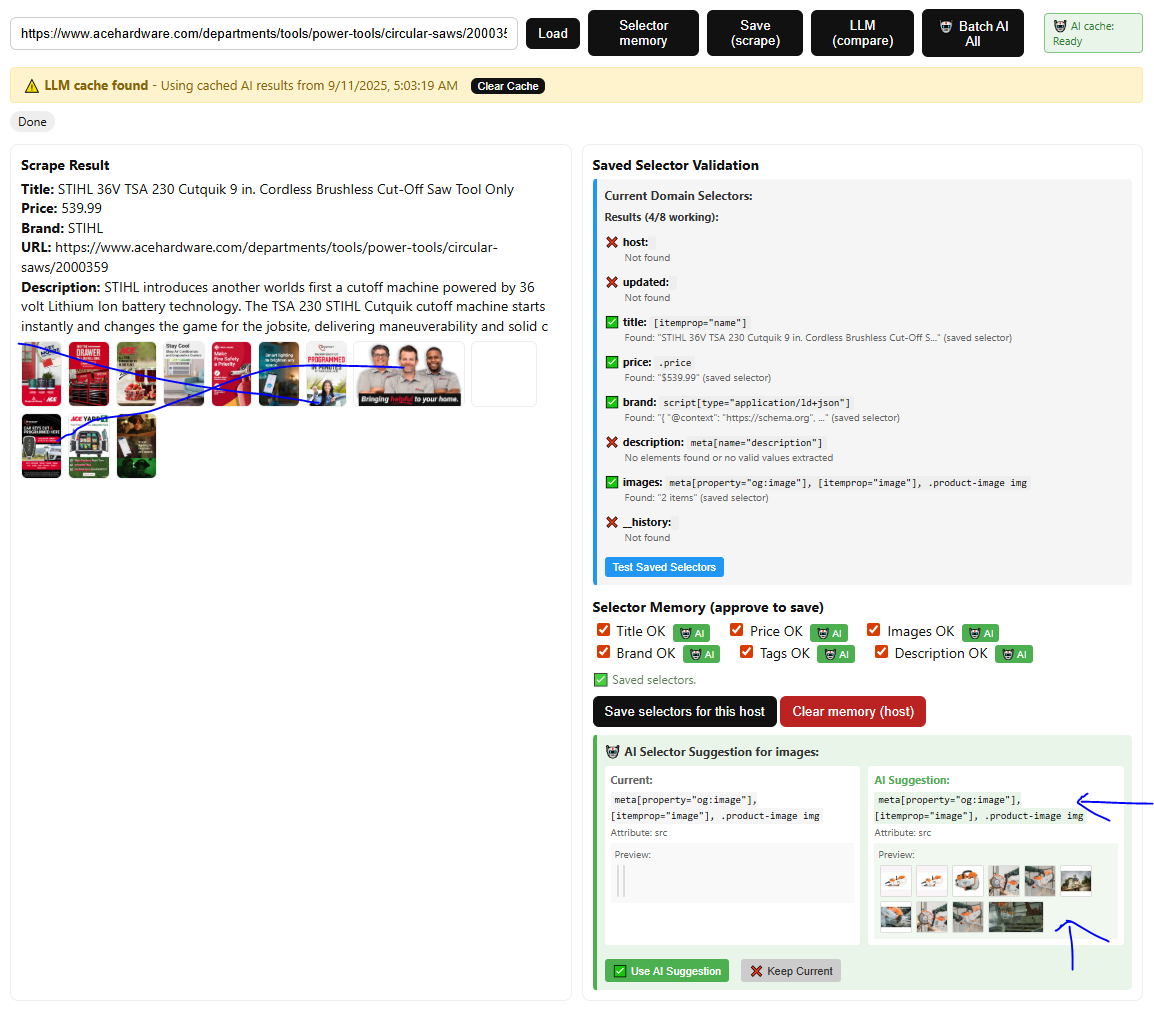 https://www.acehardware.com/departments/tools/power-tools/circular-saws/20003
Load
Selector memory
Save (scrape)
LLM (compare)
Batch AI All
AI cache: Ready
LLM cache found - Using cached AI results from 9/11/2025, 5:03:19 AM
Clear Cache
Done
Scrape Result
Title: STIHL 36V TSA 230 Cutquik 9 in. Cordless Brushless Cut-Off Saw Tool Only
Price: 539.99
Brand: STIHL
URL: https://www.acehardware.com/departments/tools/power-tools/circular-
saws/2000359
Description: STIHL introduces another worlds first a cutoff machine powered by 36
volt Lithium Ion battery technology. The TSA 230 STIHL Cutquik cutoff machine starts
instantly and changes the game for the jobsite, delivering maneuverability and solid c
DRAWER
ACE
Stay Cool
Make
Fire Safety
a Priority
Smart lighting
PROGRAMMED
IN MINUTES
Bringing helpful to your home.
CAR KEYS CUT &
PROGRAMMED HERE
ACE YARD
Saved Selector Validation
Current Domain Selectors:
Results (4/8 working):
host:
Not found
updated:
Not found
title: [itemprop="name"]
Found: "STIHL 36V TSA 230 Cutquik 9 in. Cordless Brushless Cut-Off S..." (saved selector)
price: .price
Found: "$539.99" (saved selector)
brand: script[type="application/ld+json"]
Found: "{ "@context": "https://schema.org", ..." (saved selector)
description: meta[name="description"]
No elements found or no valid values extracted
images: meta[property="og:image"], [itemprop="image"], .product-image img
Found: "2 items" (saved selector)
__history:
Not found
Test Saved Selectors
Selector Memory (approve to save)
Title OK AI Price OK AI Images OK AI
Brand OK AI Tags OK AI Description OK AI
Saved selectors.
Save selectors for this host
Clear memory (host)
AI Selector Suggestion for images:
Current:
meta[property="og:image"],
[itemprop="image"], .product-image img
Attribute: src
Preview:
AI Suggestion:
meta[property="og:image"],
[itemprop="image"], .product-image img
Attribute: src
Preview:
Use AI Suggestion
Keep Current